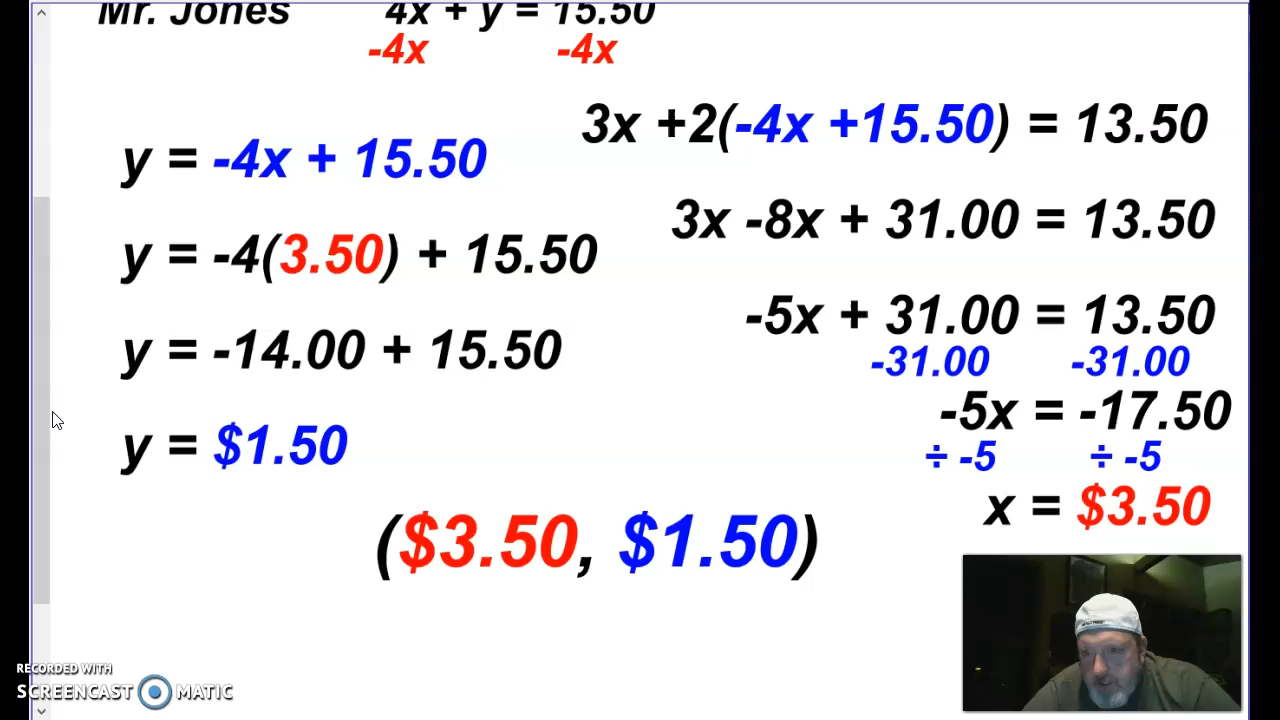 Mr. Jones 4x + y = 15.50
-4x -4x
3x +2(-4x +15.50) = 13.50
y = -4x + 15.50
3x -8x + 31.00 = 13.50
y = -4(3.50) + 15.50
-5x + 31.00 = 13.50
-31.00 -31.00
y = -14.00 + 15.50
-5x = -17.50
÷ -5 ÷ -5
y = $1.50
x = $3.50
($3.50, $1.50)
RECORDED WITH
SCREENCAST MATIC